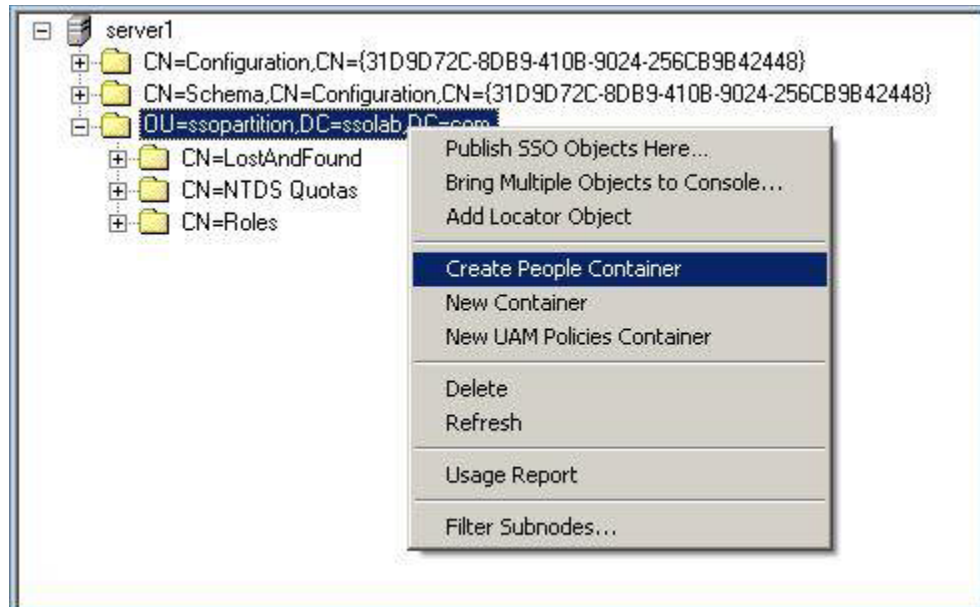 server1
CN=Configuration,CN={31D9D72C-8DB9-410B-9024-256CB9B42448}
CN=Schema,CN=Configuration,CN={31D9D72C-8DB9-410B-9024-256CB9B42448}
OU=ssopartition,DC=ssolab,DC=com
CN=LostAndFound
CN=NTDS Quotas
CN=Roles
Publish SSO Objects Here...
Bring Multiple Objects to Console...
Add Locator Object
Create People Container
New Container
New UAM Policies Container
Delete
Refresh
Usage Report
Filter Subnodes...